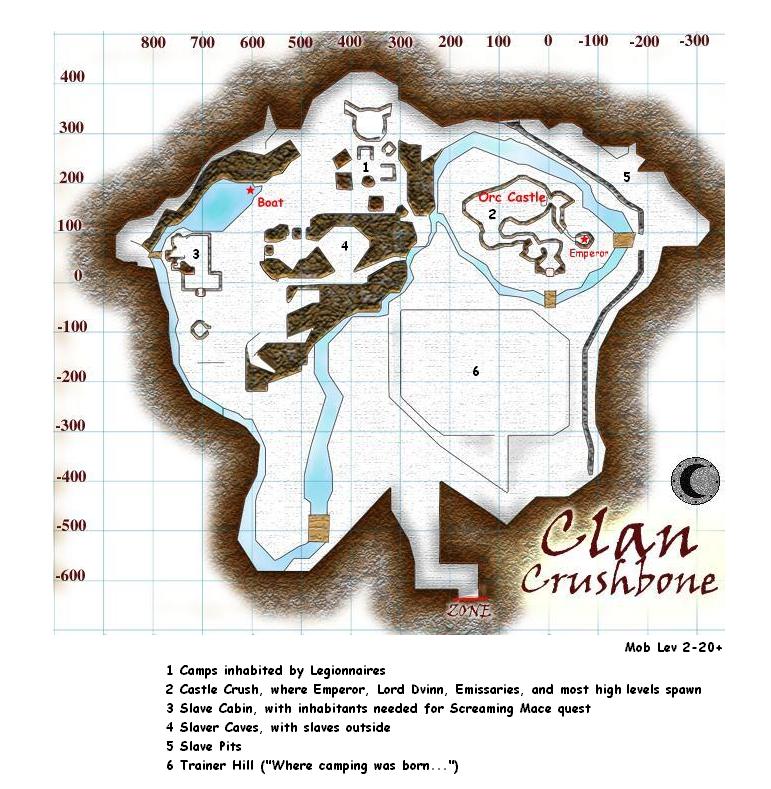 800 700 600 500 400 300 200 100 0 -100 -200 -300
400
300
200
100
0
-100
-200
-300
-400
-500
-600
1
5
Boat
Orc Castle
2
4
3
Emperor
6
Clan
Crushbone
ZONE
Mob Lev 2-20+
1 Camps inhabited by Legionnaires
2 Castle Crush, where Emperor, Lord Dvinn, Emissaries, and most high levels spawn
3 Slave Cabin, with inhabitants needed for Screaming Mace quest
4 Slaver Caves, with slaves outside
5 Slave Pits
6 Trainer Hill ("Where camping was born...")